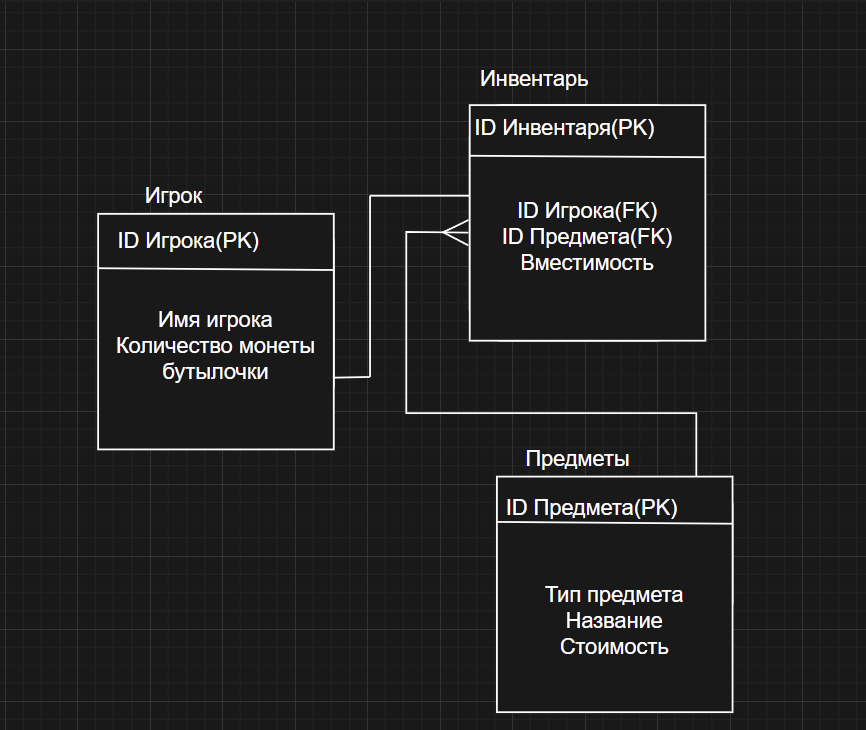 Инвентарь
ID Инвентаря(PK)
ID Игрока(FK)
ID Предмета(FK)
Вместимость
Игрок
ID Игрока(PK)
Имя игрока
Количество монеты
бутылочки
Предметы
ID Предмета(PK)
Тип предмета
Название
Стоимость